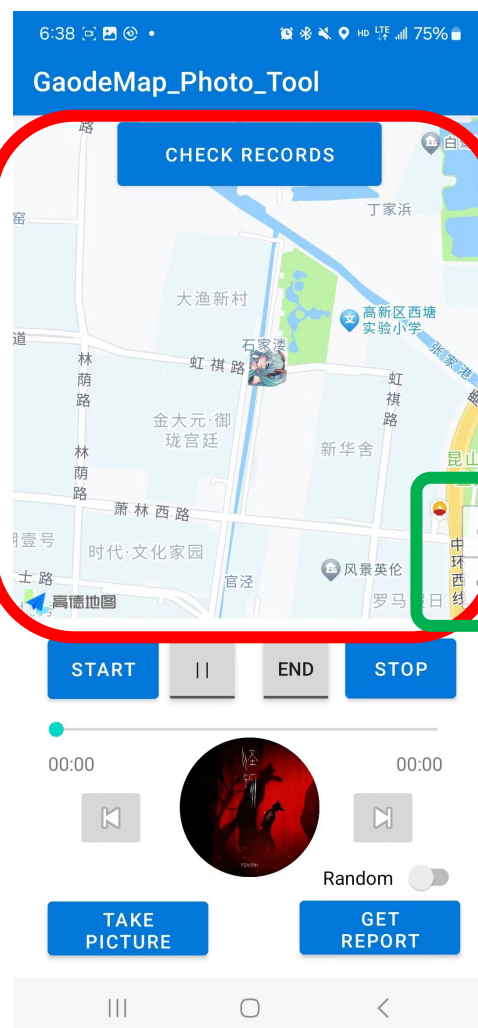 6:38
HD LTE 75%
GaodeMap_Photo_Tool
路
CHECK RECORDS
白
丁家浜
窑
大渔新村
高新区西塘
实验小学
石家溇
道
虹祺路
张家港
林荫路
虹祺路
金大元·御
珑宫廷
新华舍
昆山
林荫路
萧林西路
中环西线
壹号
时代·文化家园
官泾
风景英伦
士路
罗马假日
高德地图
START
||
END
STOP
00:00
00:00
Random
TAKE
PICTURE
GET
REPORT